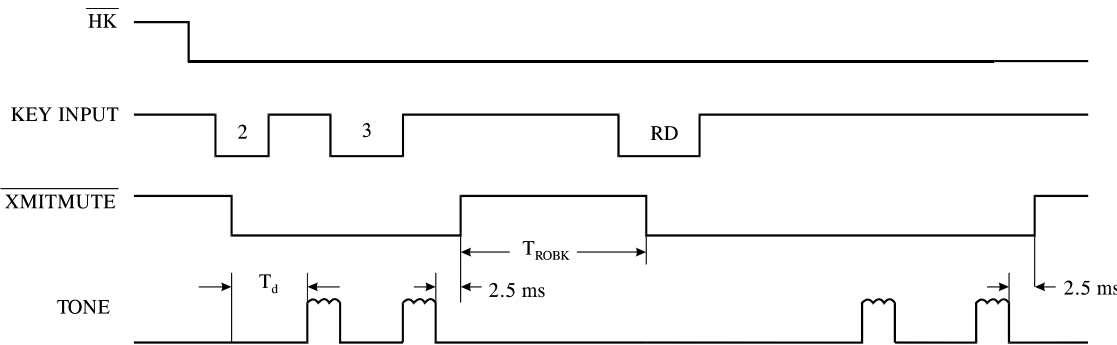 HK
KEY INPUT
2
3
RD
XMITMUTE
T_ROBK
T_d
2.5 ms
2.5 ms
TONE